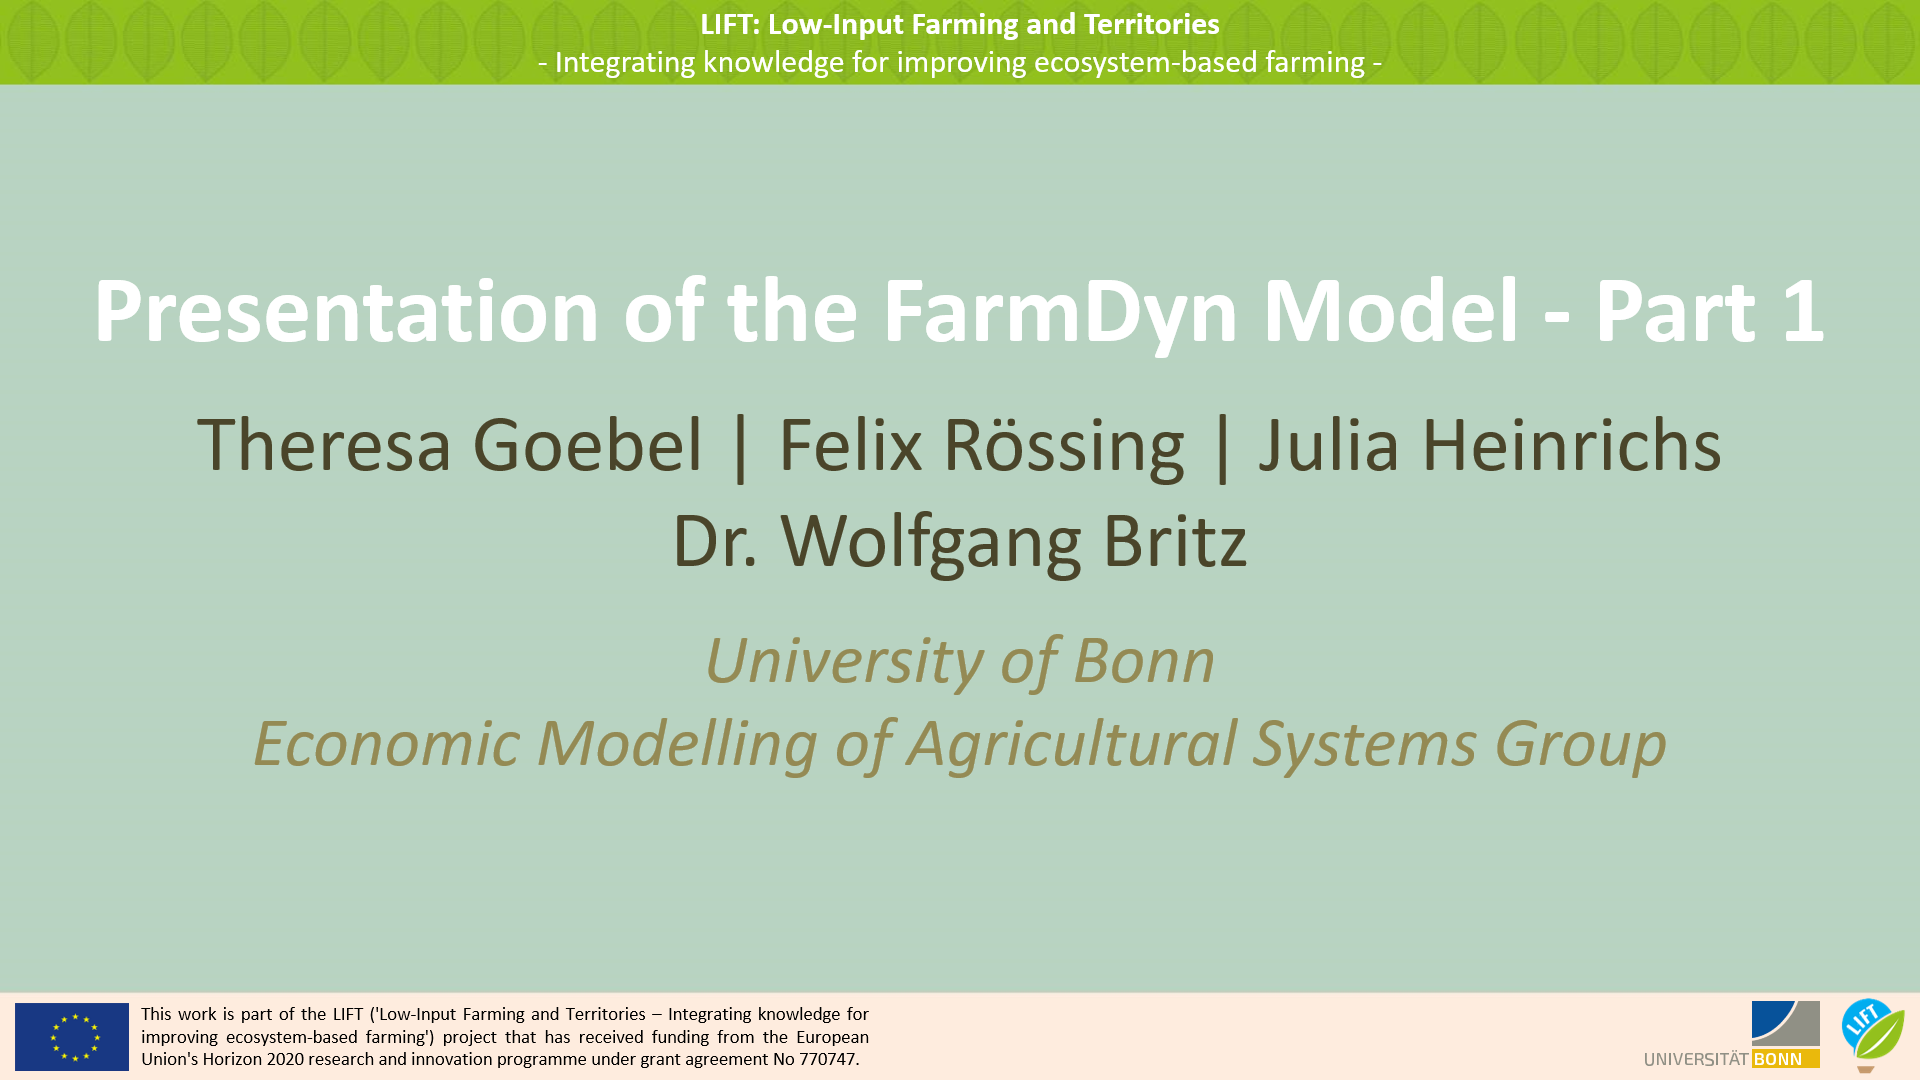 LIFT: Low-Input Farming and Territories
- Integrating knowledge for improving ecosystem-based farming -
Presentation of the FarmDyn Model - Part 1
Theresa Goebel | Felix Rössing | Julia Heinrichs
Dr. Wolfgang Britz
University of Bonn
Economic Modelling of Agricultural Systems Group
This work is part of the LIFT ('Low-Input Farming and Territories – Integrating knowledge for
improving ecosystem-based farming') project that has received funding from the European
Union's Horizon 2020 research and innovation programme under grant agreement No 770747.
UNIVERSITÄT BONN
LIFT